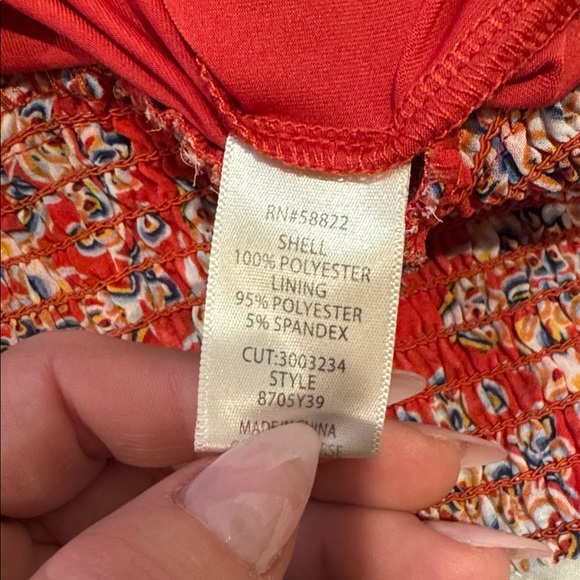 RN#58822
SHELL
100% POLYESTER
LINING
95% POLYESTER
5% SPANDEX
CUT:3003234
STYLE
8705Y39
MADE IN CHINA